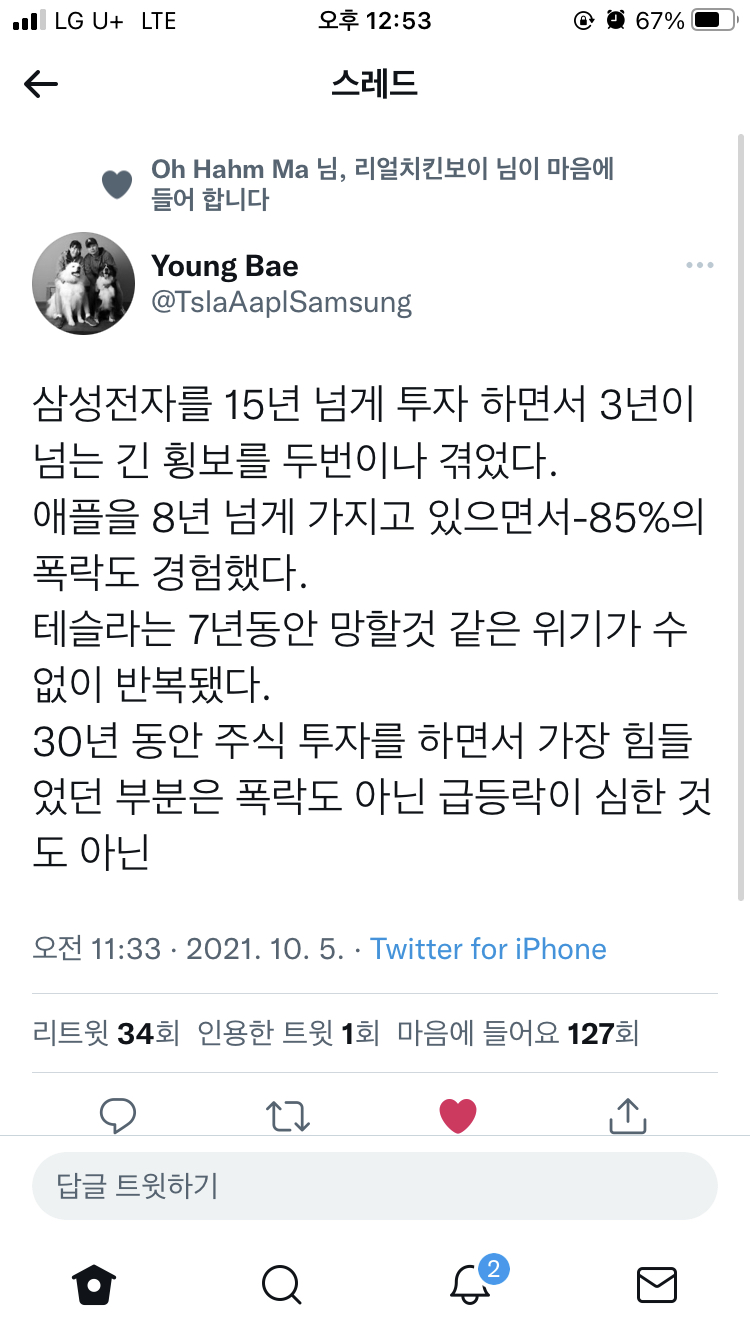 LG U+ LTE 오후 12:53 67%
스레드
Oh Hahm Ma 님, 리얼치킨보이 님이 마음에
들어 합니다
Young Bae
@TslaAaplSamsung
삼성전자를 15년 넘게 투자 하면서 3년이
넘는 긴 횡보를 두번이나 겪었다.
애플을 8년 넘게 가지고 있으면서-85%의
폭락도 경험했다.
테슬라는 7년동안 망할것 같은 위기가 수
없이 반복됐다.
30년 동안 주식 투자를 하면서 가장 힘들
었던 부분은 폭락도 아닌 급등락이 심한 것
도 아닌
오전 11:33 · 2021. 10. 5. · Twitter for iPhone
리트윗 34회 인용한 트윗 1회 마음에 들어요 127회
답글 트윗하기
2